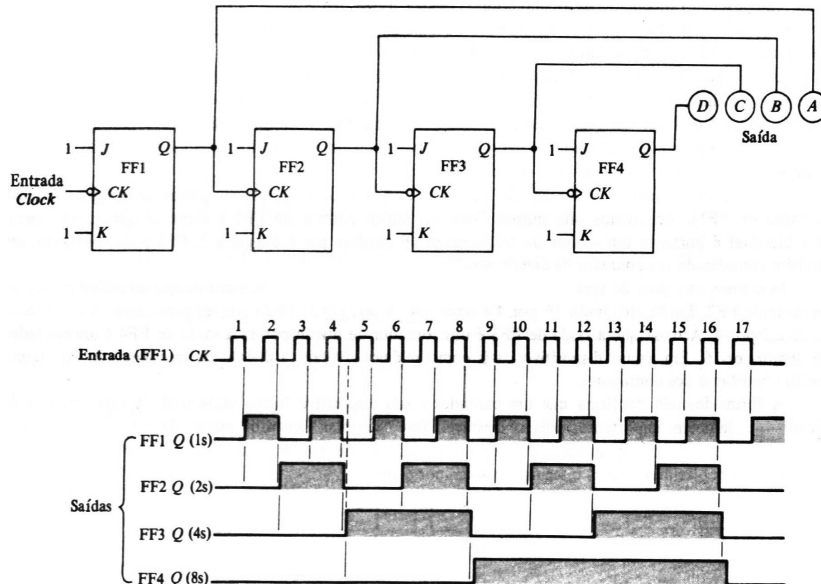 D C B A
Saída
1 J Q
1 J Q
1 J Q
1 J Q
FF1
FF2
FF3
FF4
Entrada
Clock
CK
CK
CK
CK
1 K
1 K
1 K
1 K
1 2 3 4 5 6 7 8 9 10 11 12 13 14 15 16 17
Entrada (FF1) CK
FF1 Q (1s)
FF2 Q (2s)
Saídas
FF3 Q (4s)
FF4 Q (8s)